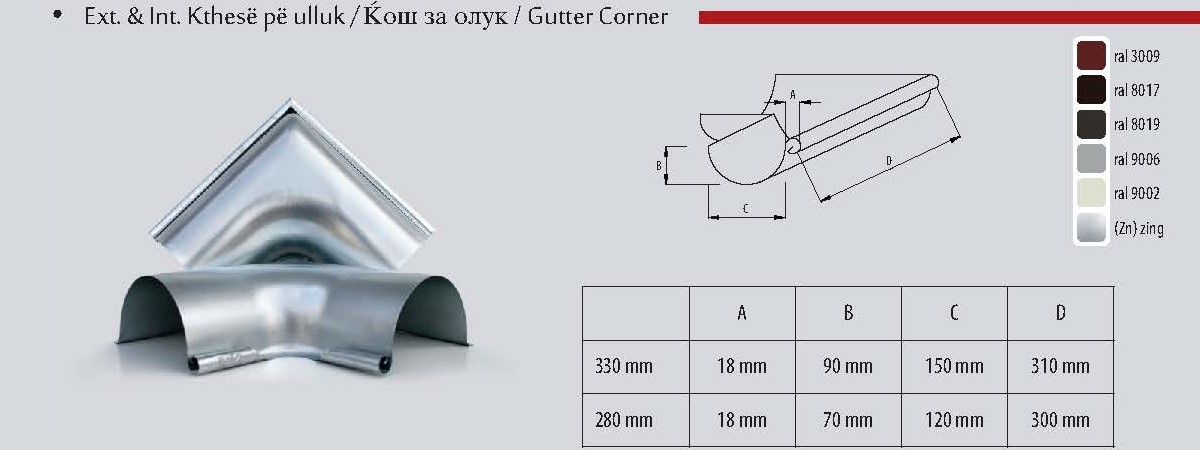 • Ext. & Int. Kthesë pë ulluk / Ќош за олук / Gutter Corner
ral 3009
ral 8017
ral 8019
ral 9006
ral 9002
(Zn) zing
A
B
C
D
A B C D
330 mm 18 mm 90 mm 150 mm 310 mm
280 mm 18 mm 70 mm 120 mm 300 mm